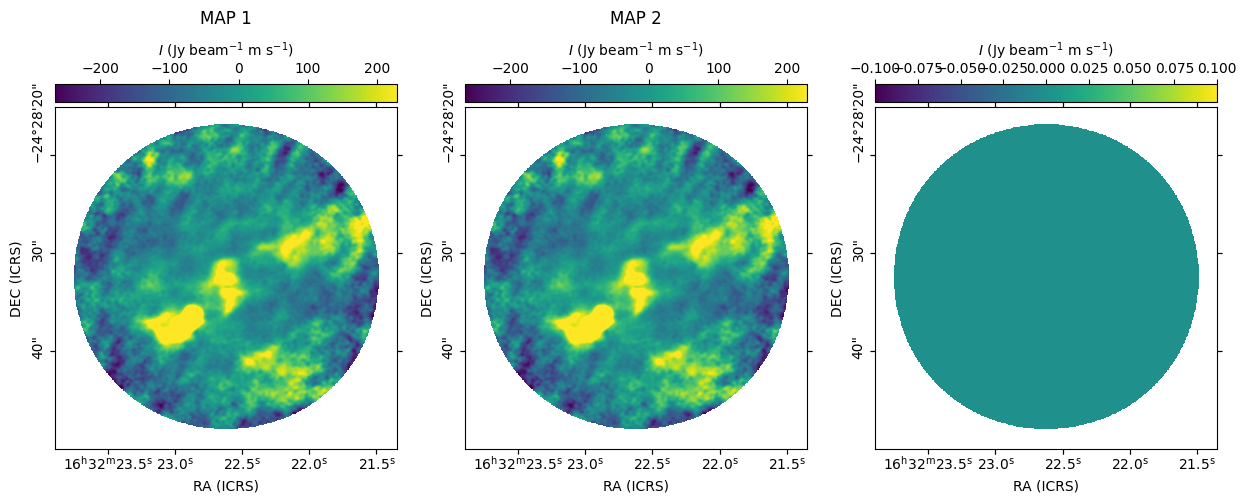 MAP 1
MAP 2
I (Jy beam⁻¹ m s⁻¹)
I (Jy beam⁻¹ m s⁻¹)
I (Jy beam⁻¹ m s⁻¹)
−200 −100 0 100 200
−200 −100 0 100 200
−0.100 −0.075 −0.050 −0.025 0.000 0.025 0.050 0.075 0.100
−24°28'20"
30"
40"
DEC (ICRS)
−24°28'20"
30"
40"
DEC (ICRS)
−24°28'20"
30"
40"
DEC (ICRS)
16ʰ32ᵐ23.5ˢ 23.0ˢ 22.5ˢ 22.0ˢ 21.5ˢ
16ʰ32ᵐ23.5ˢ 23.0ˢ 22.5ˢ 22.0ˢ 21.5ˢ
16ʰ32ᵐ23.5ˢ 23.0ˢ 22.5ˢ 22.0ˢ 21.5ˢ
RA (ICRS)
RA (ICRS)
RA (ICRS)